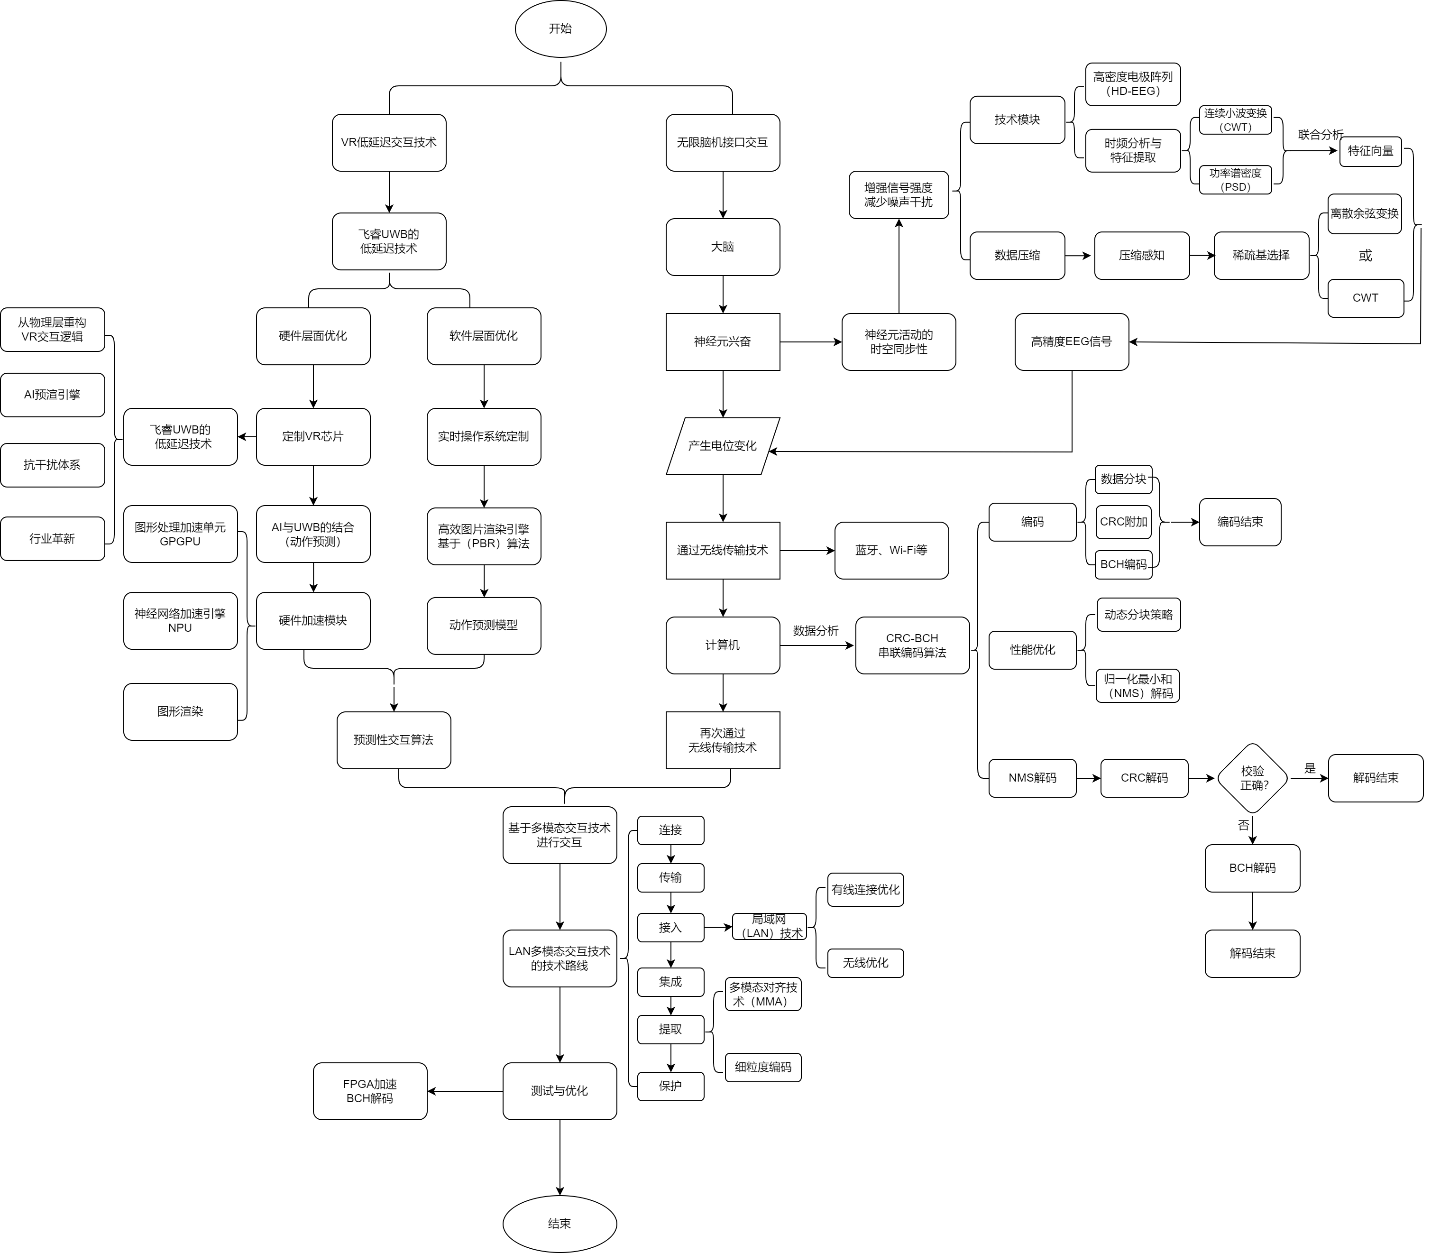 开始
VR低延迟交互技术
无限脑机接口交互
飞睿UWB的
低延迟技术
硬件层面优化
软件层面优化
从物理层重构
VR交互逻辑
AI预渲引擎
抗干扰体系
行业革新
飞睿UWB的
低延迟技术
定制VR芯片
实时操作系统定制
图形处理加速单元
GPGPU
AI与UWB的结合
（动作预测）
高效图片渲染引擎
基于（PBR）算法
神经网络加速引擎
NPU
硬件加速模块
动作预测模型
图形渲染
预测性交互算法
大脑
神经元兴奋
神经元活动的
时空同步性
增强信号强度
减少噪声干扰
技术模块
高密度电极阵列
（HD-EEG）
时频分析与
特征提取
连续小波变换
（CWT）
功率谱密度
（PSD）
联合分析
特征向量
数据压缩
压缩感知
稀疏基选择
离散余弦变换
或
CWT
高精度EEG信号
产生电位变化
通过无线传输技术
蓝牙、Wi-Fi等
计算机
数据分析
CRC-BCH
串联编码算法
编码
数据分块
CRC附加
BCH编码
编码结束
性能优化
动态分块策略
归一化最小和
（NMS）解码
NMS解码
CRC解码
校验
正确?
是
解码结束
否
BCH解码
解码结束
再次通过
无线传输技术
基于多模态交互技术
进行交互
LAN多模态交互技术
的技术路线
连接
传输
接入
局域网
（LAN）技术
有线连接优化
无线优化
集成
提取
多模态对齐技
术（MMA）
细粒度编码
保护
测试与优化
FPGA加速
BCH解码
结束